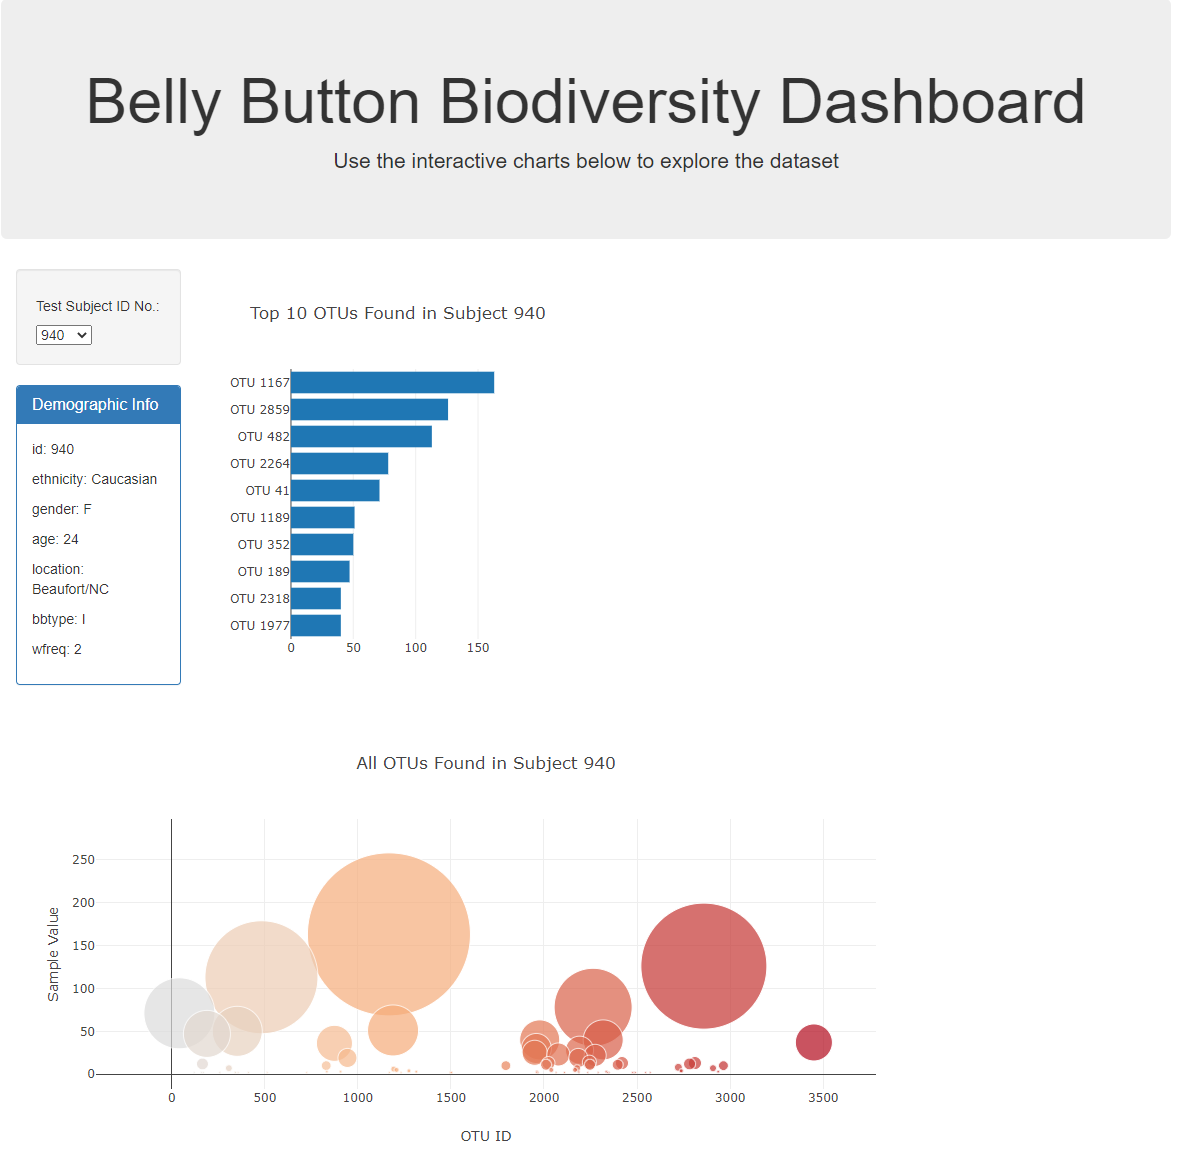 Belly Button Biodiversity Dashboard
Use the interactive charts below to explore the dataset
Test Subject ID No.:
940
Demographic Info
id: 940
ethnicity: Caucasian
gender: F
age: 24
location:
Beaufort/NC
bbtype: I
wfreq: 2
Top 10 OTUs Found in Subject 940
OTU 1167
OTU 2859
OTU 482
OTU 2264
OTU 41
OTU 1189
OTU 352
OTU 189
OTU 2318
OTU 1977
0 50 100 150
All OTUs Found in Subject 940
Sample Value
250
200
150
100
50
0
0 500 1000 1500 2000 2500 3000 3500
OTU ID